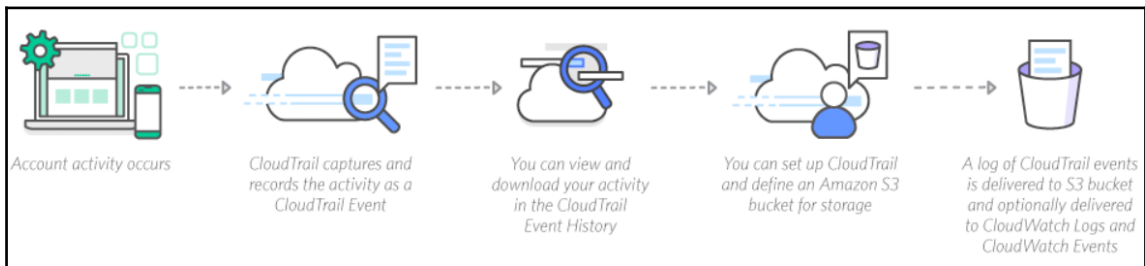 Account activity occurs
CloudTrail captures and
records the activity as a
CloudTrail Event
You can view and
download your activity
in the CloudTrail
Event History
You can set up CloudTrail
and define an Amazon S3
bucket for storage
A log of CloudTrail events
is delivered to S3 bucket
and optionally delivered
to CloudWatch Logs and
CloudWatch Events